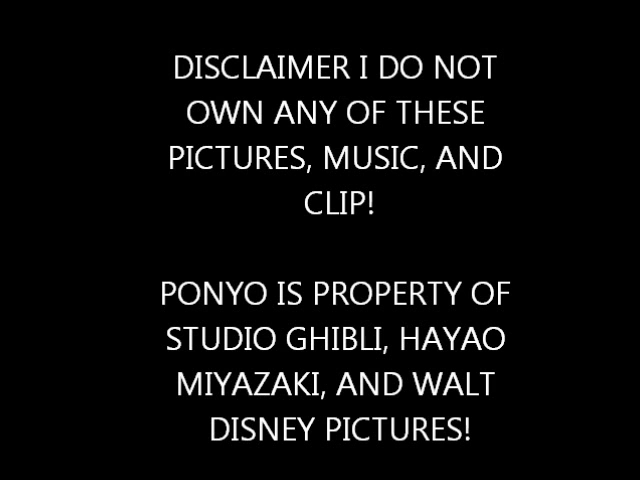 DISCLAIMER I DO NOT
OWN ANY OF THESE
PICTURES, MUSIC, AND
CLIP!
PONYO IS PROPERTY OF
STUDIO GHIBLI, HAYAO
MIYAZAKI, AND WALT
DISNEY PICTURES!